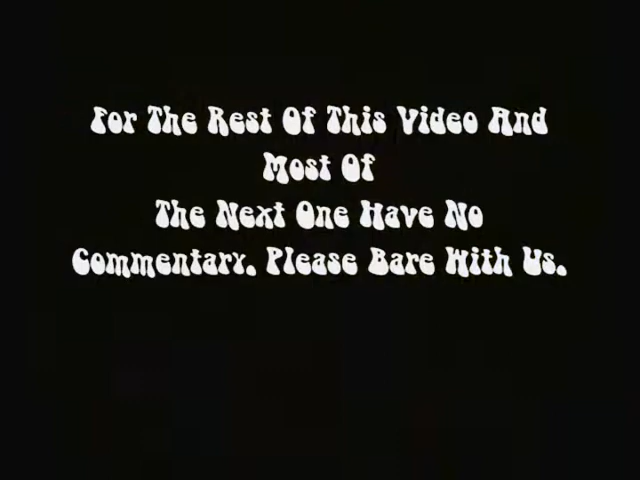 For The Rest Of This Video And
Most Of
The Next One Have No
Commentary. Please Bare With Us.